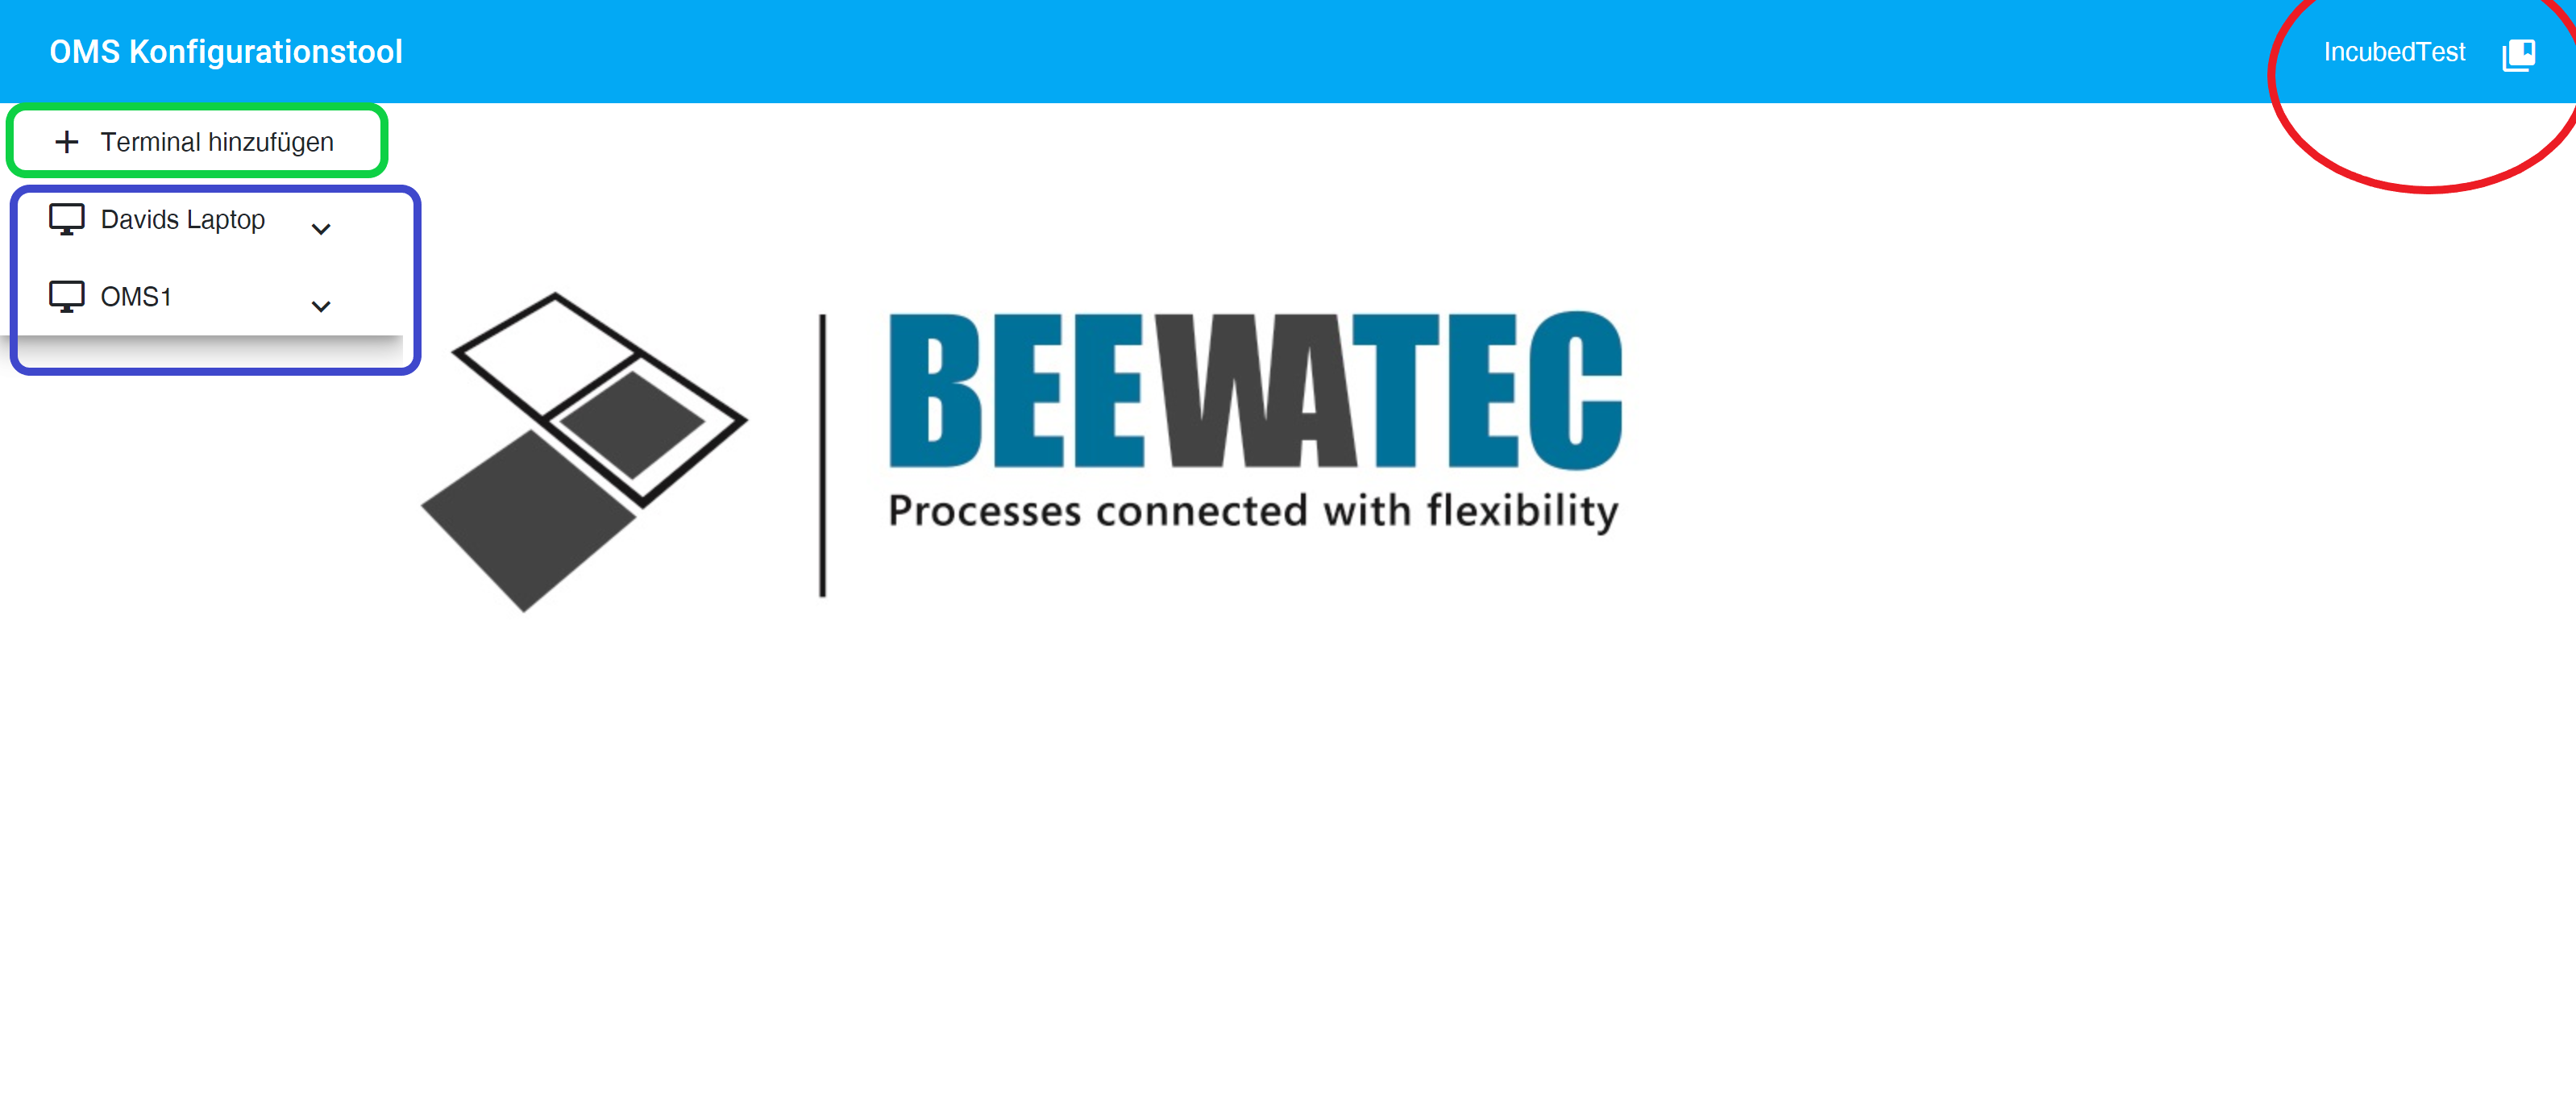 OMS Konfigurationstool
IncubedTest
Terminal hinzufügen
Davids Laptop
OMS1
BEEWATEC
Processes connected with flexibility